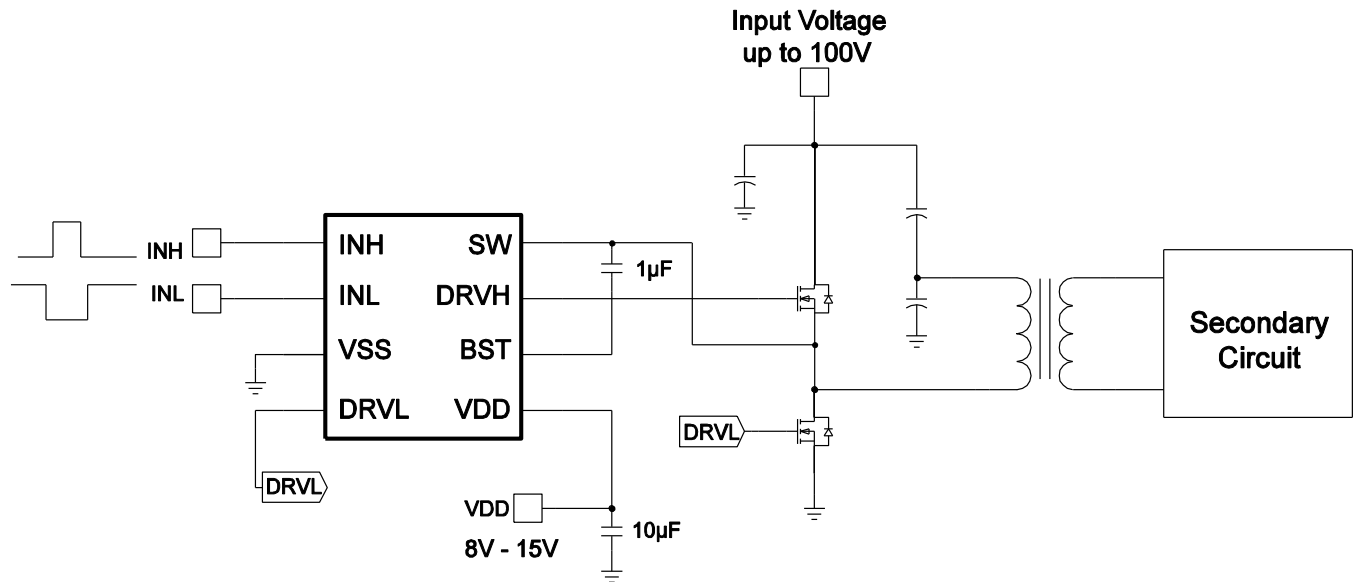 Input Voltage
up to 100V
INH
INL
INH
INL
VSS
DRVL
SW
DRVH
BST
VDD
1µF
DRVL
DRVL
VDD
8V - 15V
10µF
Secondary
Circuit